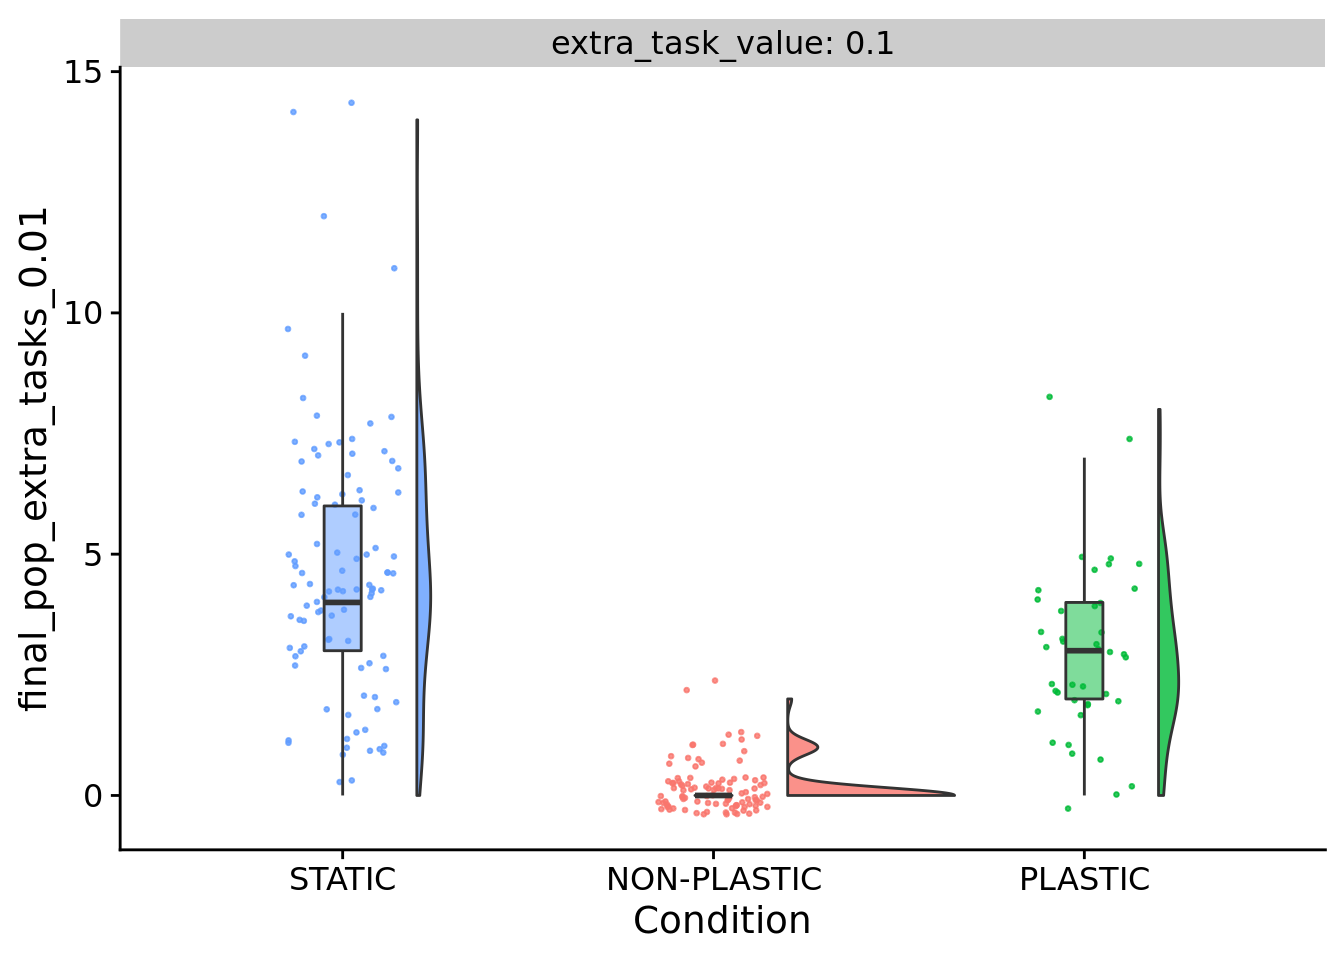 extra_task_value: 0.1
15
10
5
0
final_pop_extra_tasks_0.01
STATIC
NON-PLASTIC
PLASTIC
Condition